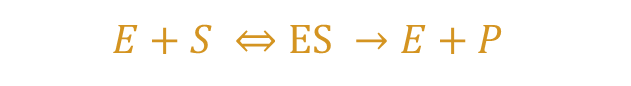 E + S ⇔ ES → E + P